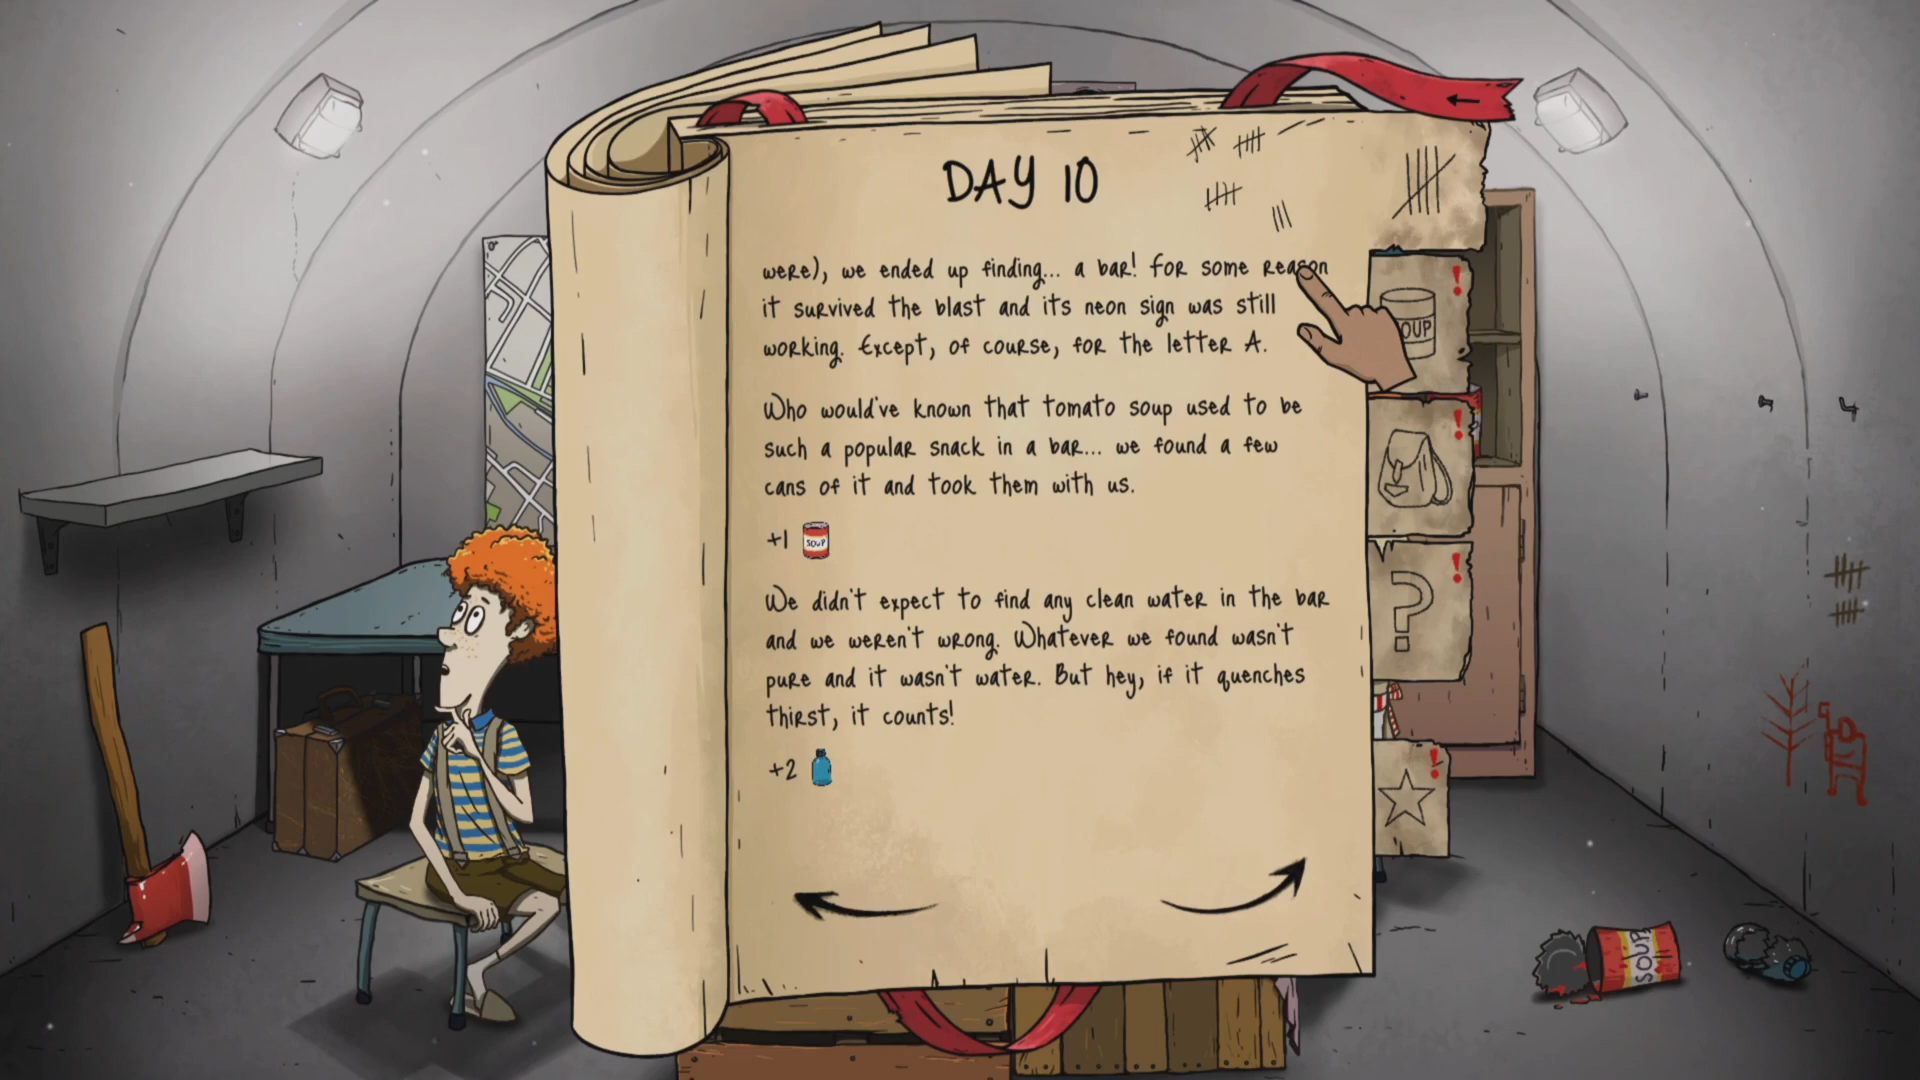 DAY 10
were), we ended up finding... a bar! For some reason
it survived the blast and its neon sign was still
working. Except, of course, for the letter A.
SOUP
Who would've known that tomato soup used to be
such a popular snack in a bar... we found a few
cans of it and took them with us.
+1 SOUP
We didn't expect to find any clean water in the bar
and we weren't wrong. Whatever we found wasn't
pure and it wasn't water. But hey, if it quenches
thirst, it counts!
+2
SOUP